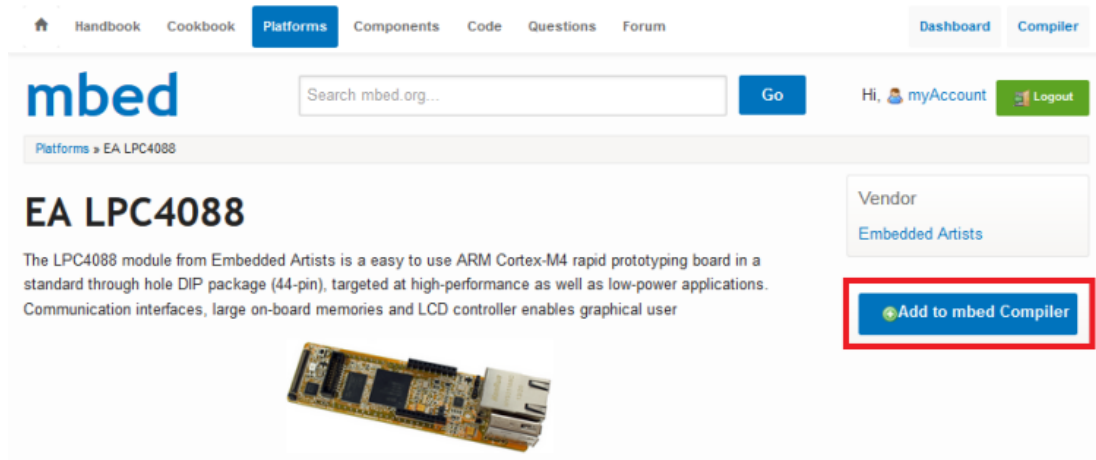 Handbook Cookbook Platforms Components Code Questions Forum Dashboard Compiler
mbed Search mbed.org... Go Hi, myAccount Logout
Platforms » EA LPC4088
EA LPC4088
The LPC4088 module from Embedded Artists is a easy to use ARM Cortex-M4 rapid prototyping board in a
standard through hole DIP package (44-pin), targeted at high-performance as well as low-power applications.
Communication interfaces, large on-board memories and LCD controller enables graphical user
Vendor
Embedded Artists
Add to mbed Compiler